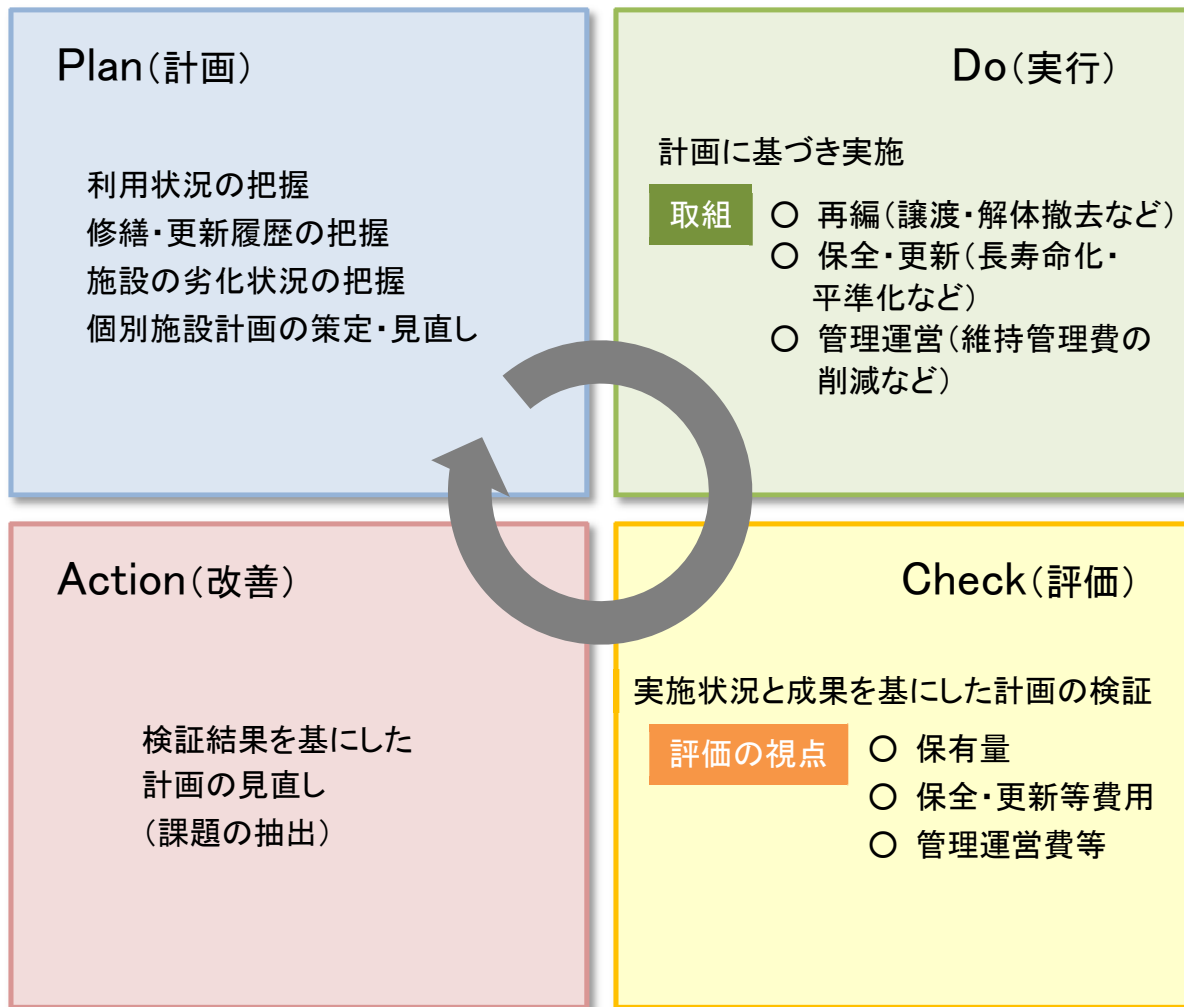 Plan（計画）
利用状況の把握
修繕・更新履歴の把握
施設の劣化状況の把握
個別施設計画の策定・見直し
Do（実行）
計画に基づき実施
取組
○ 再編（譲渡・解体撤去など）
○ 保全・更新（長寿命化・
平準化など）
○ 管理運営（維持管理費の
削減など）
Action（改善）
検証結果を基にした
計画の見直し
（課題の抽出）
Check（評価）
実施状況と成果を基にした計画の検証
評価の視点
○ 保有量
○ 保全・更新等費用
○ 管理運営費等